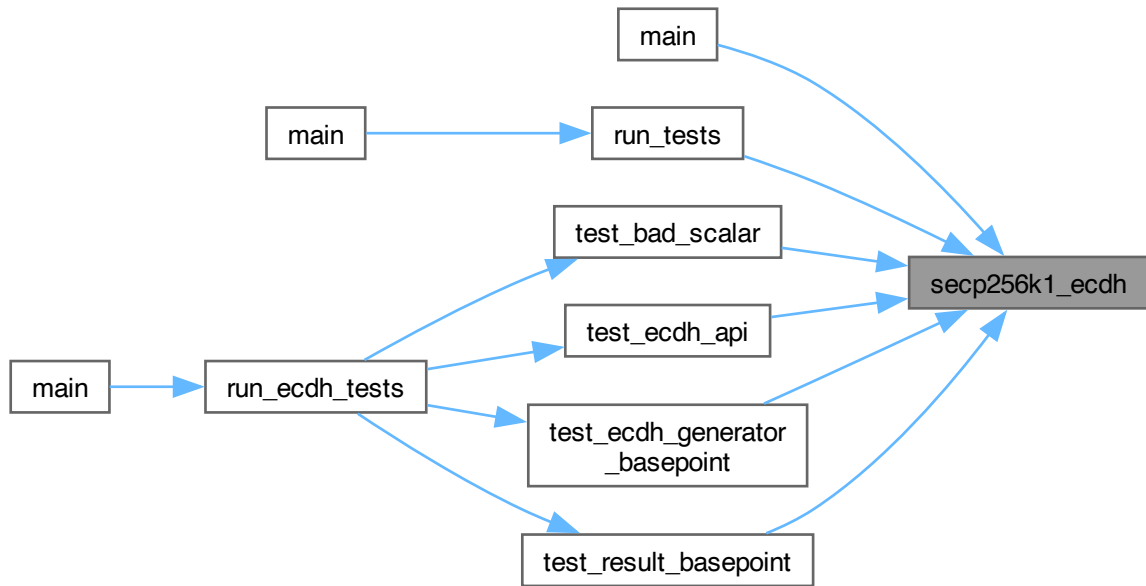 main
main
run_tests
test_bad_scalar
secp256k1_ecdh
test_ecdh_api
main
run_ecdh_tests
test_ecdh_generator
_basepoint
test_result_basepoint